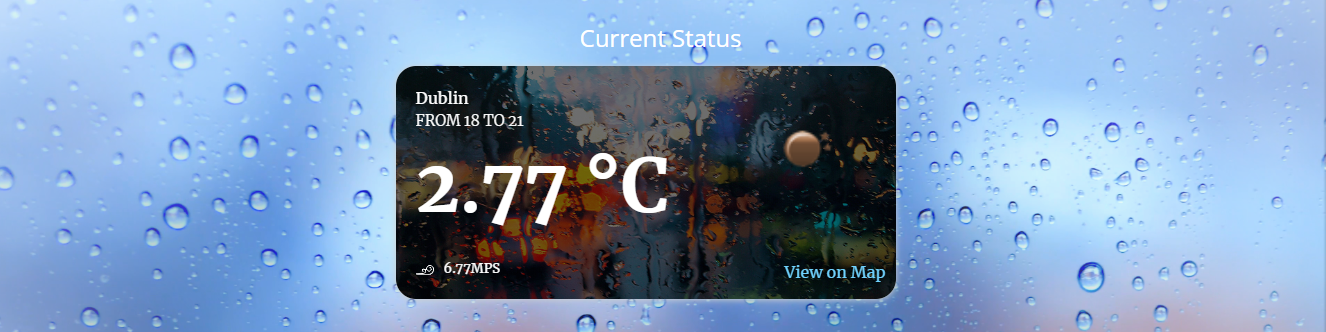 Current Status
Dublin
FROM 18 TO 21
2.77 °C
6.77MPS
View on Map